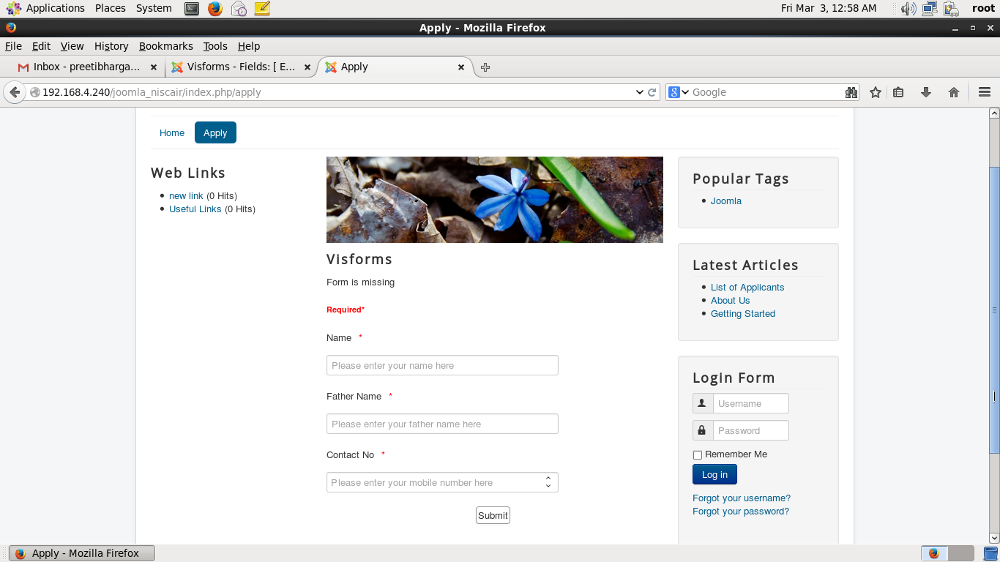 Applications Places System Fri Mar 3, 12:58 AM root
Apply - Mozilla Firefox
File Edit View History Bookmarks Tools Help
Inbox - preetibharga... Visforms - Fields: [ E... Apply
192.168.4.240/joomla_niscair/index.php/apply Google
Home Apply
Web Links
new link (0 Hits)
Useful Links (0 Hits)
Visforms
Form is missing
Required*
Name *
Please enter your name here
Father Name *
Please enter your father name here
Contact No *
Please enter your mobile number here
Submit
Popular Tags
Joomla
Latest Articles
List of Applicants
About Us
Getting Started
Login Form
Username
Password
Remember Me
Log in
Forgot your username?
Forgot your password?
Apply - Mozilla Firefox